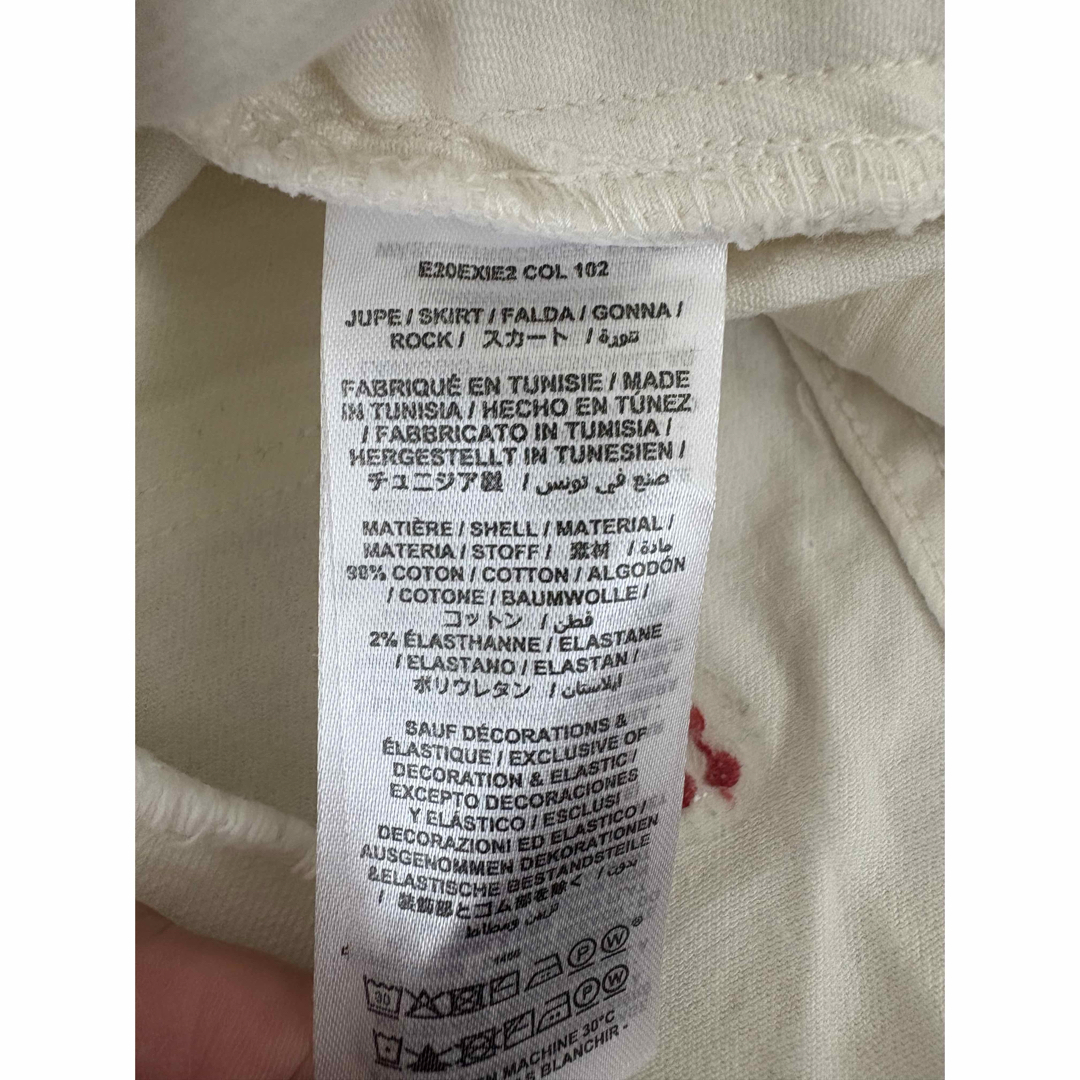 E20EXIE2 COL 102
JUPE / SKIRT / FALDA / GONNA /
ROCK / スカート / تنورة
FABRIQUÉ EN TUNISIE / MADE
IN TUNISIA / HECHO EN TÚNEZ
/ FABBRICATO IN TUNISIA /
HERGESTELLT IN TUNESIEN /
チュニジア製 / صنع في تونس
MATIÈRE / SHELL / MATERIAL /
MATERIA / STOFF / 素材 / مادة
98% COTON / COTTON / ALGODÓN
/ COTONE / BAUMWOLLE /
コットン / قطن
2% ÉLASTHANNE / ELASTANE
/ ELASTANO / ELASTAN /
ポリウレタン / ايلاستان
SAUF DÉCORATIONS &
ÉLASTIQUE / EXCLUSIVE OF
DECORATION & ELASTIC /
EXCEPTO DECORACIONES
Y ELÁSTICO / ESCLUSI
DECORAZIONI ED ELASTICO /
AUSGENOMMEN DEKORATIONEN
&ELASTISCHE BESTANDSTEILE
/ 装飾部とゴム部を除く / بدون
30 P W
P W
MACHINE 30°C
BLANCHIR -